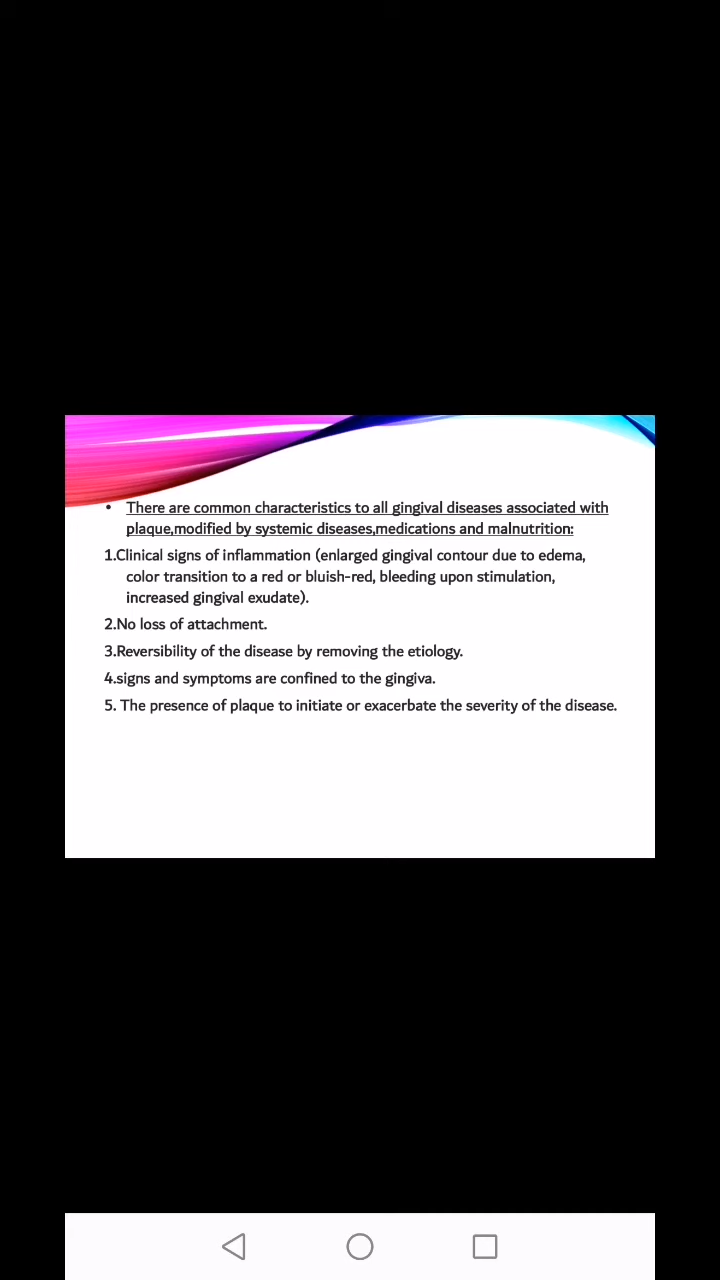 • There are common characteristics to all gingival diseases associated with
plaque,modified by systemic diseases,medications and malnutrition:
1.Clinical signs of inflammation (enlarged gingival contour due to edema,
color transition to a red or bluish-red, bleeding upon stimulation,
increased gingival exudate).
2.No loss of attachment.
3.Reversibility of the disease by removing the etiology.
4.signs and symptoms are confined to the gingiva.
5. The presence of plaque to initiate or exacerbate the severity of the disease.